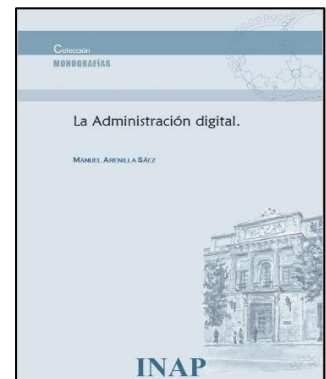 Colección
MONOGRAFÍAS
La Administración digital.
MANUEL ARENILLA SÁEZ
INAP